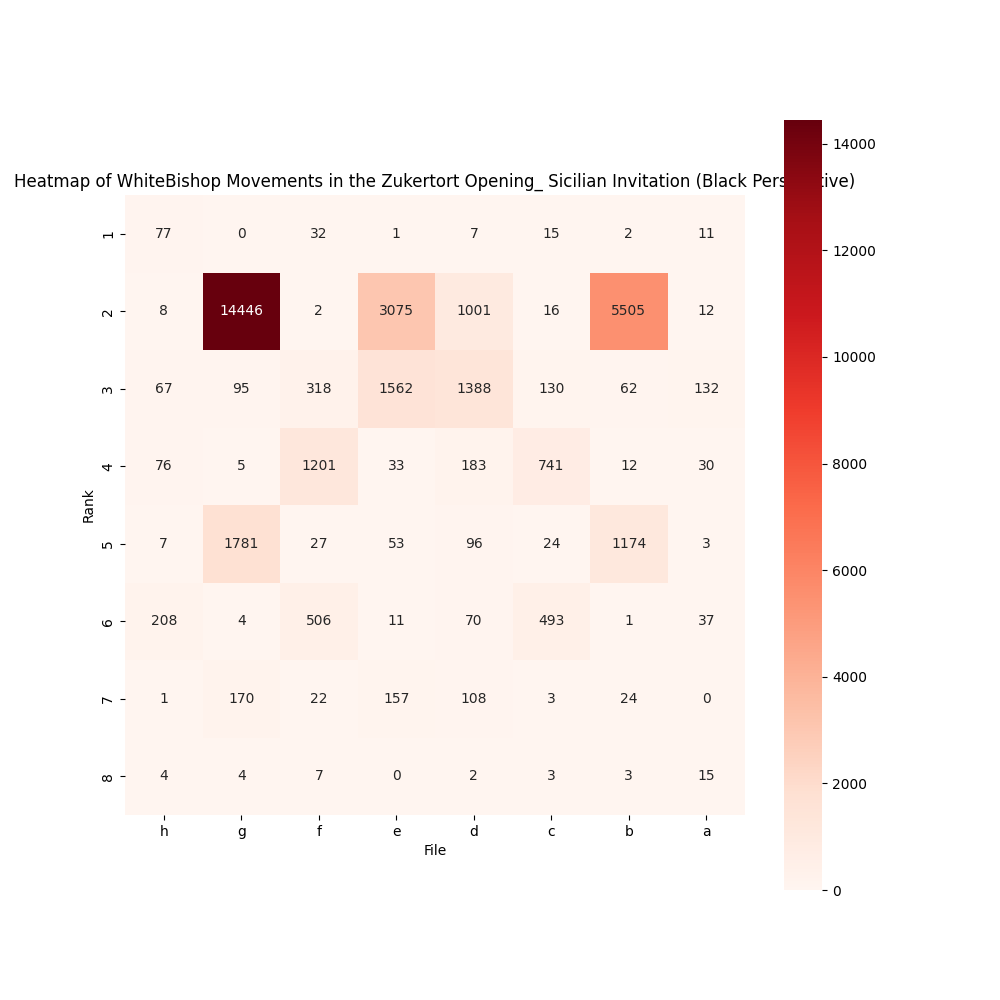 Heatmap of WhiteBishop Movements in the Zukertort Opening_ Sicilian Invitation (Black Pers tive)
14000
12000
10000
8000
6000
4000
2000
0
Rank
1 77 0 32 1 7 15 2 11
2 8 14446 2 3075 1001 16 5505 12
3 67 95 318 1562 1388 130 62 132
4 76 5 1201 33 183 741 12 30
5 7 1781 27 53 96 24 1174 3
6 208 4 506 11 70 493 1 37
7 1 170 22 157 108 3 24 0
8 4 4 7 0 2 3 3 15
h g f e d c b a
File